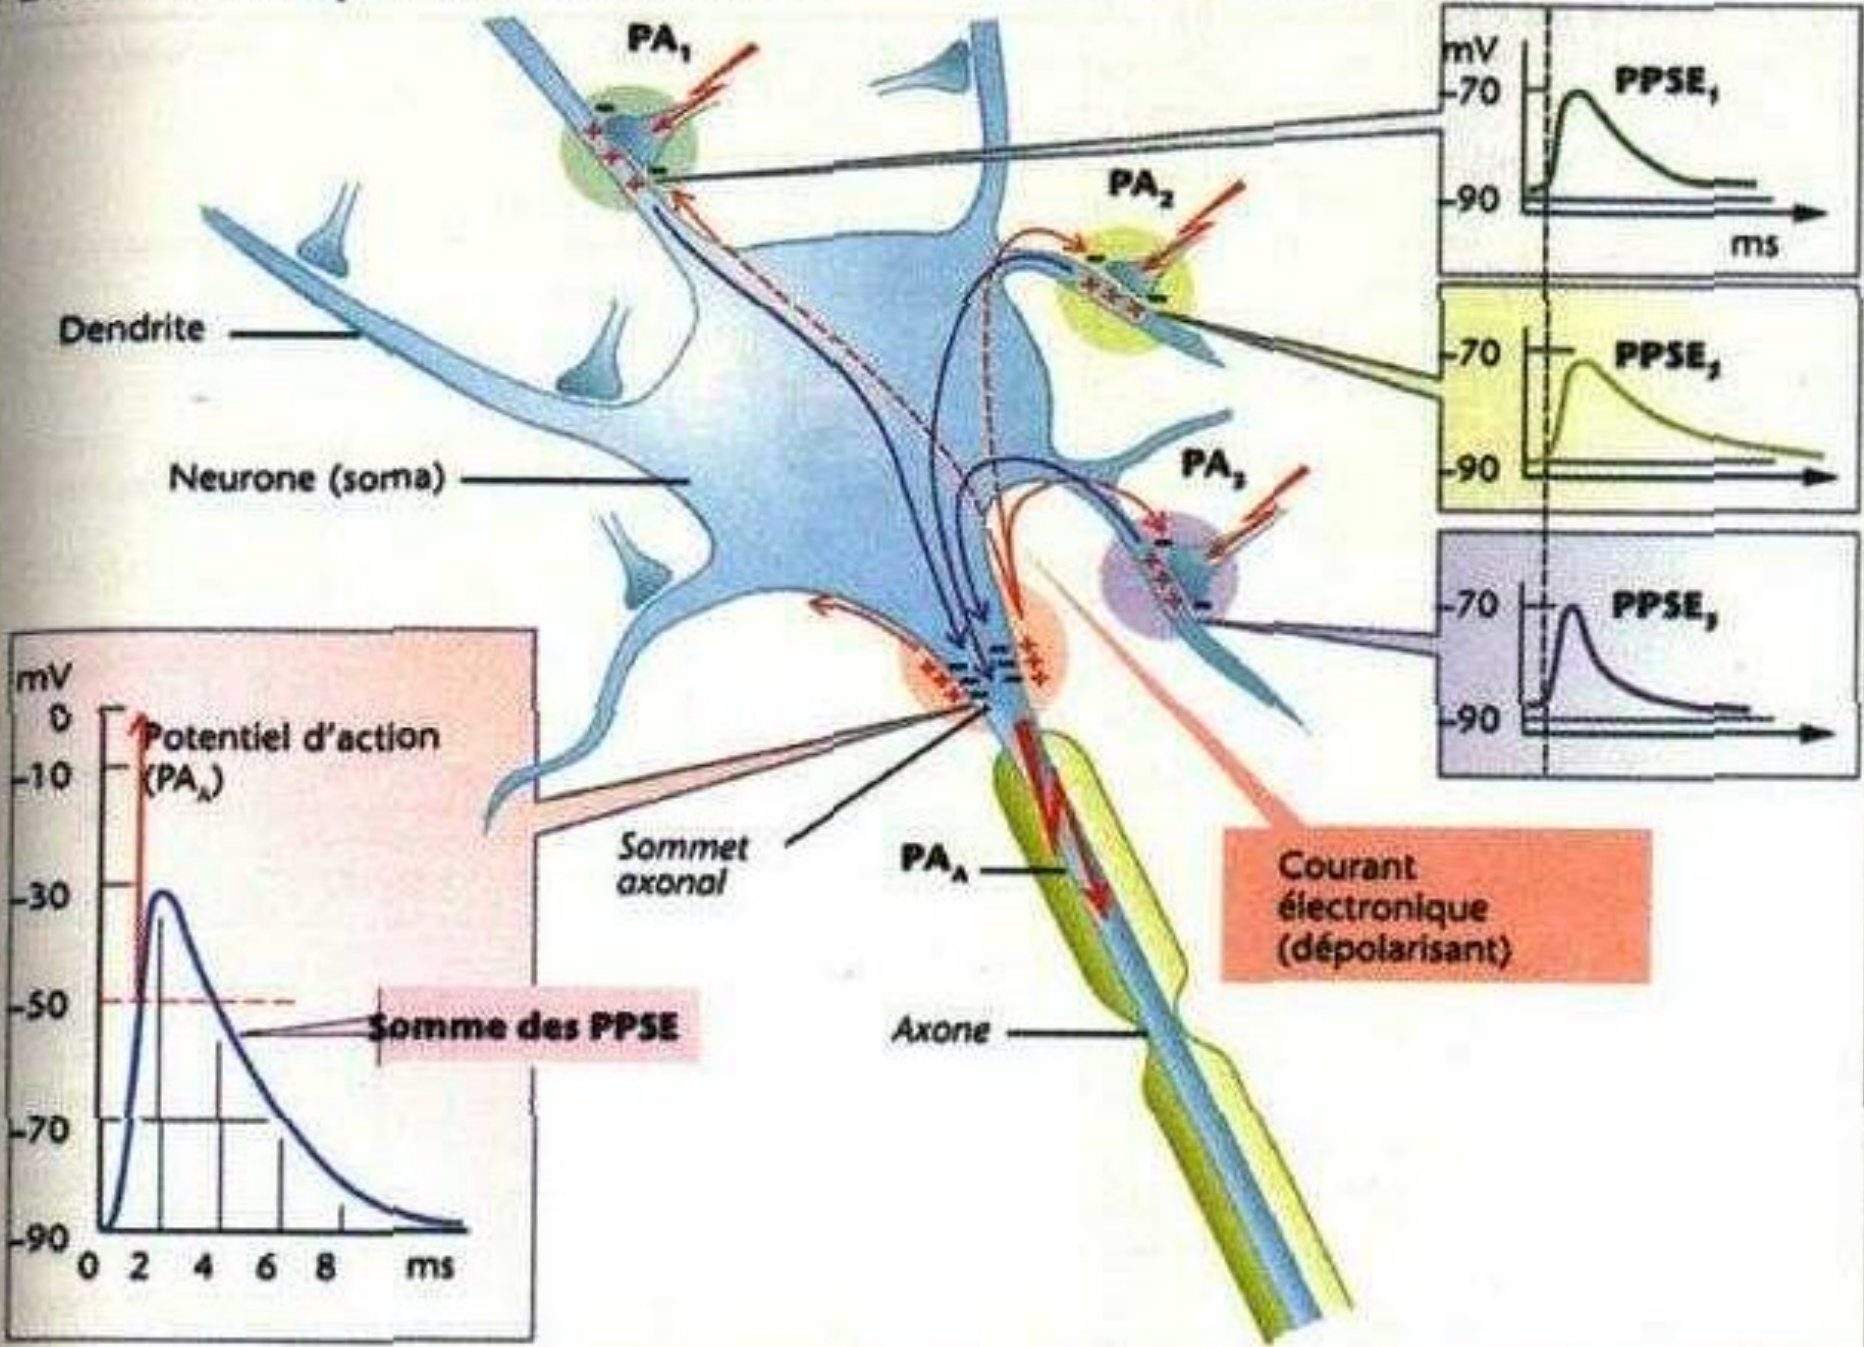 PA₁
mV
-70
PPSE₁
-90
ms
PA₂
-70
PPSE₂
-90
Dendrite
Neurone (soma)
PA₃
-70
PPSE₃
-90
mV
0
Potentiel d'action
(PA_A)
-10
-30
-50
-70
-90
0 2 4 6 8 ms
Somme des PPSE
Sommet
axonal
PA_A
Courant
électronique
(dépolarisant)
Axone